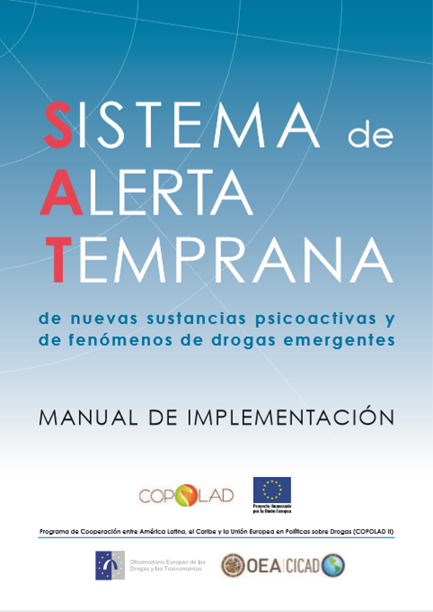 SISTEMA de
ALERTA
TEMPRANA
de nuevas sustancias psicoactivas y
de fenómenos de drogas emergentes
MANUAL DE IMPLEMENTACIÓN
COPOLAD
Proyecto financiado
por la Unión Europea
Programa de Cooperación entre América Latina, el Caribe y la Unión Europea en Políticas sobre Drogas (COPOLAD II)
Observatorio Europeo de las
Drogas y las Toxicomanías
OEA CICAD